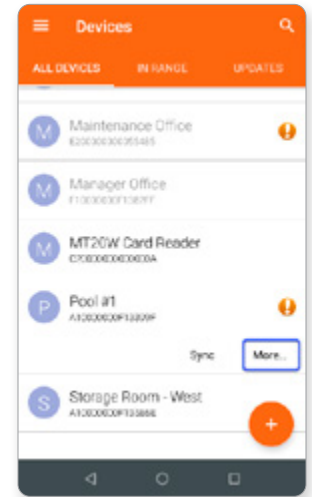 Devices
ALL DEVICES IN RANGE UPDATES
M Maintenance Office
M Manager Office
M MT20W Card Reader
P Pool #1
Sync More...
S Storage Room - West
+